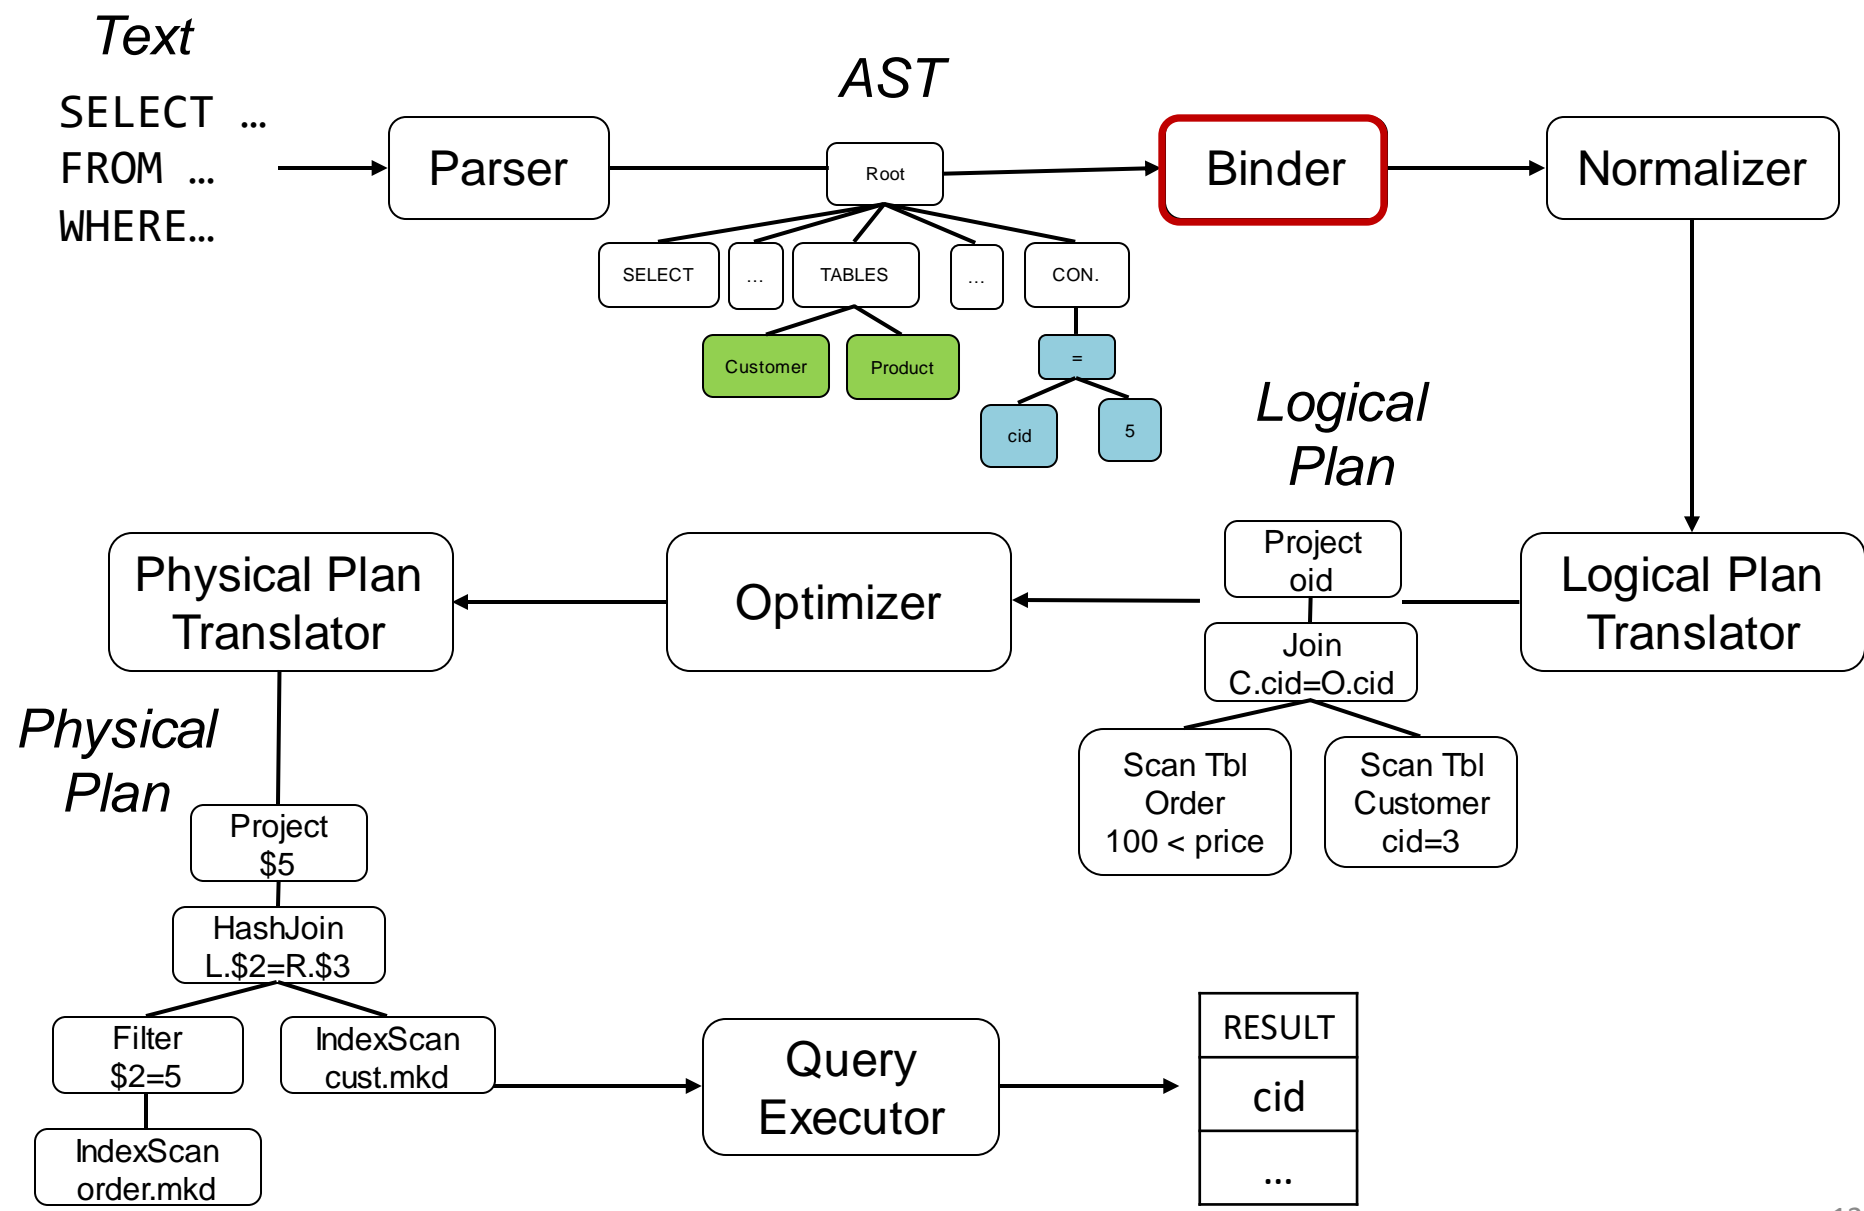 Text
SELECT …
FROM …
WHERE…
Parser
AST
Root
SELECT
…
TABLES
…
CON.
Customer
Product
=
cid
5
Binder
Normalizer
Logical
Plan
Logical Plan
Translator
Project
oid
Join
C.cid=O.cid
Scan Tbl
Order
100 < price
Scan Tbl
Customer
cid=3
Optimizer
Physical Plan
Translator
Physical
Plan
Project
$5
HashJoin
L.$2=R.$3
Filter
$2=5
IndexScan
cust.mkd
IndexScan
order.mkd
Query
Executor
RESULT
cid
…